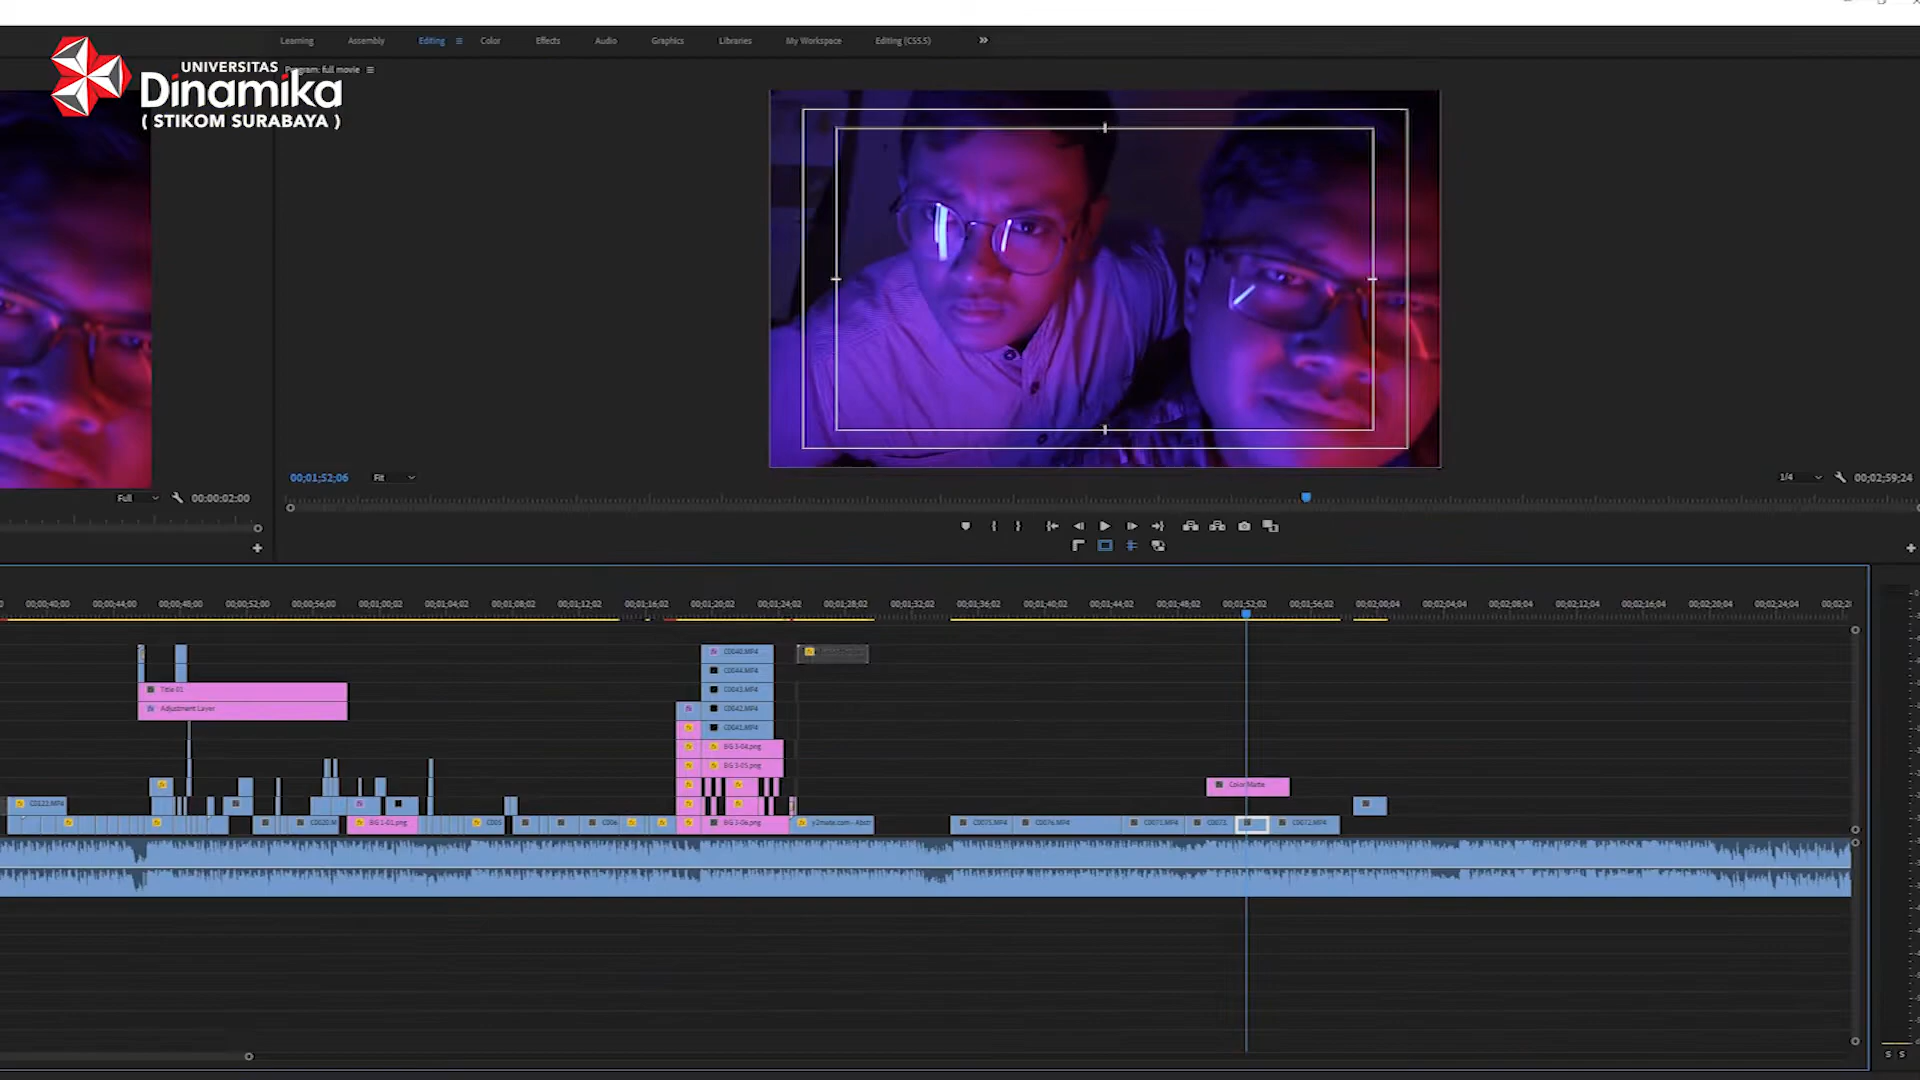 Learning Assembly Editing Color Effects Audio Graphics Libraries My Workspace Editing (CS5.5)
UNIVERSITAS
Dinamika
( STIKOM SURABAYA )
Program: full movie
00;01;52;06 Fit 1/4 00;02;59;24
Full 00:00:02:00
00;00;40;00 00;00;44;00 00;00;48;00 00;00;52;00 00;00;56;00 00;01;00;02 00;01;04;02 00;01;08;02 00;01;12;02 00;01;16;02 00;01;20;02 00;01;24;02 00;01;28;02 00;01;32;02 00;01;36;02 00;01;40;02 00;01;44;02 00;01;48;02 00;01;52;02 00;01;56;02 00;02;00;04 00;02;04;04 00;02;08;04 00;02;12;04 00;02;16;04 00;02;20;04 00;02;24;04
C0040.MP4
C0044.MP4
C0043.MP4
Title 01
C0042.MP4
Adjustment Layer
C0041.MP4
BG 3-04.png
BG 3-05.png
Color Matte
C0122.MP4
C0020.M BG 1-01.png C005 C006 BG 3-06.png y2mate.com - Abstr C0075.MP4 C0076.MP4 C0071.MP4 C0073. C0072.MP4
S S